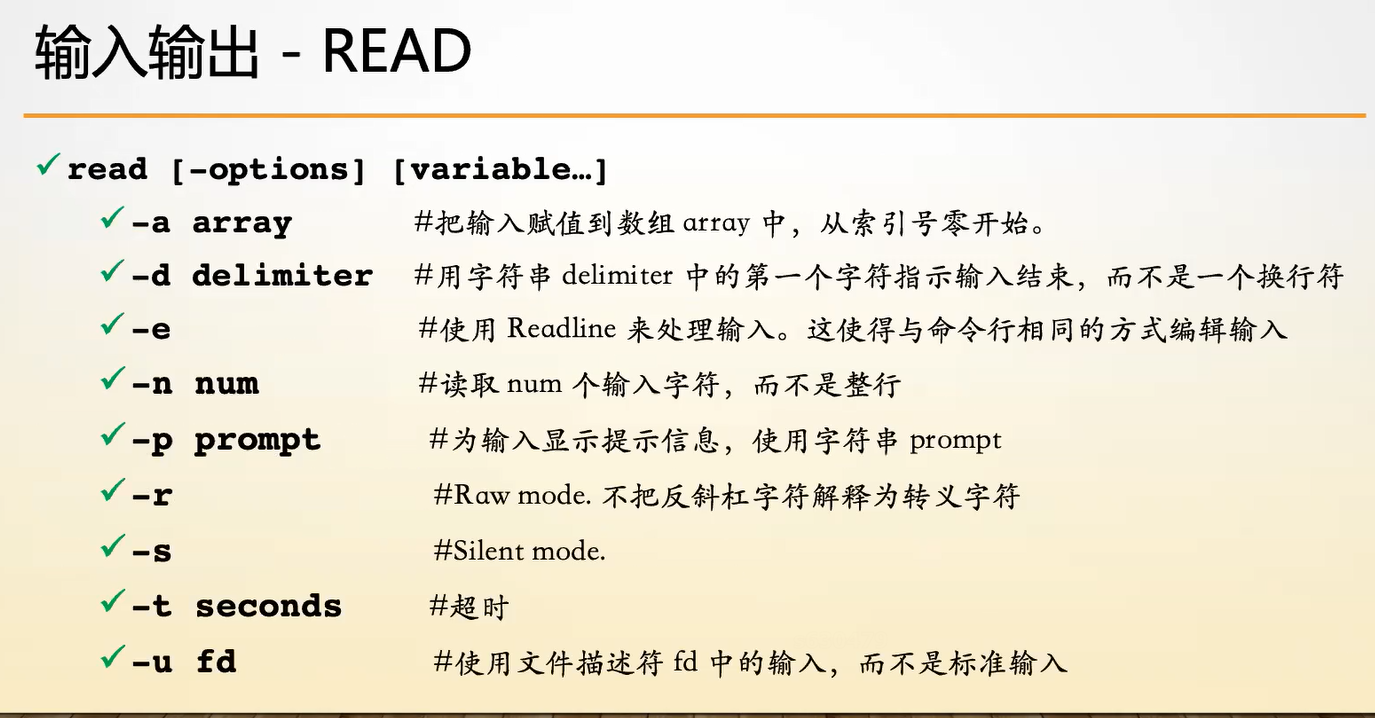 输入输出 - READ
read [-options] [variable…]
-a array #把输入赋值到数组 array 中，从索引号零开始。
-d delimiter #用字符串 delimiter 中的第一个字符指示输入结束，而不是一个换行符
-e #使用 Readline 来处理输入。这使得与命令行相同的方式编辑输入
-n num #读取 num 个输入字符，而不是整行
-p prompt #为输入显示提示信息，使用字符串 prompt
-r #Raw mode. 不把反斜杠字符解释为转义字符
-s #Silent mode.
-t seconds #超时
-u fd #使用文件描述符 fd 中的输入，而不是标准输入